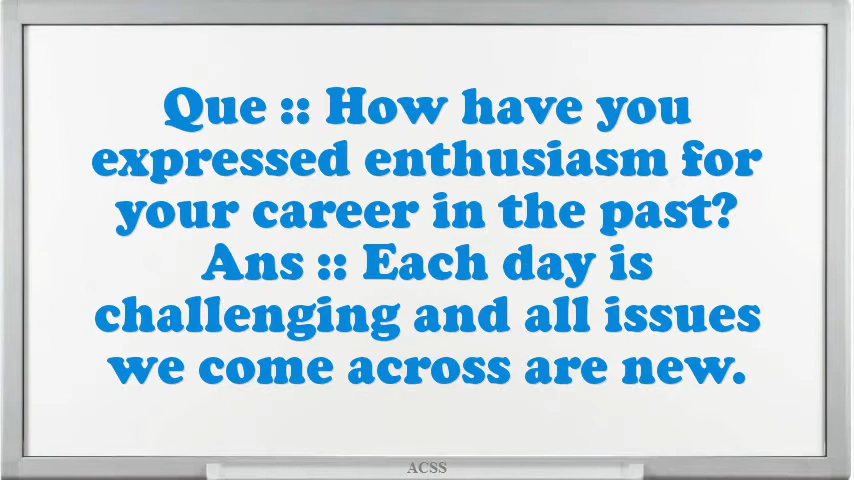 Que :: How have you
expressed enthusiasm for
your career in the past?
Ans :: Each day is
challenging and all issues
we come across are new.
ACSS